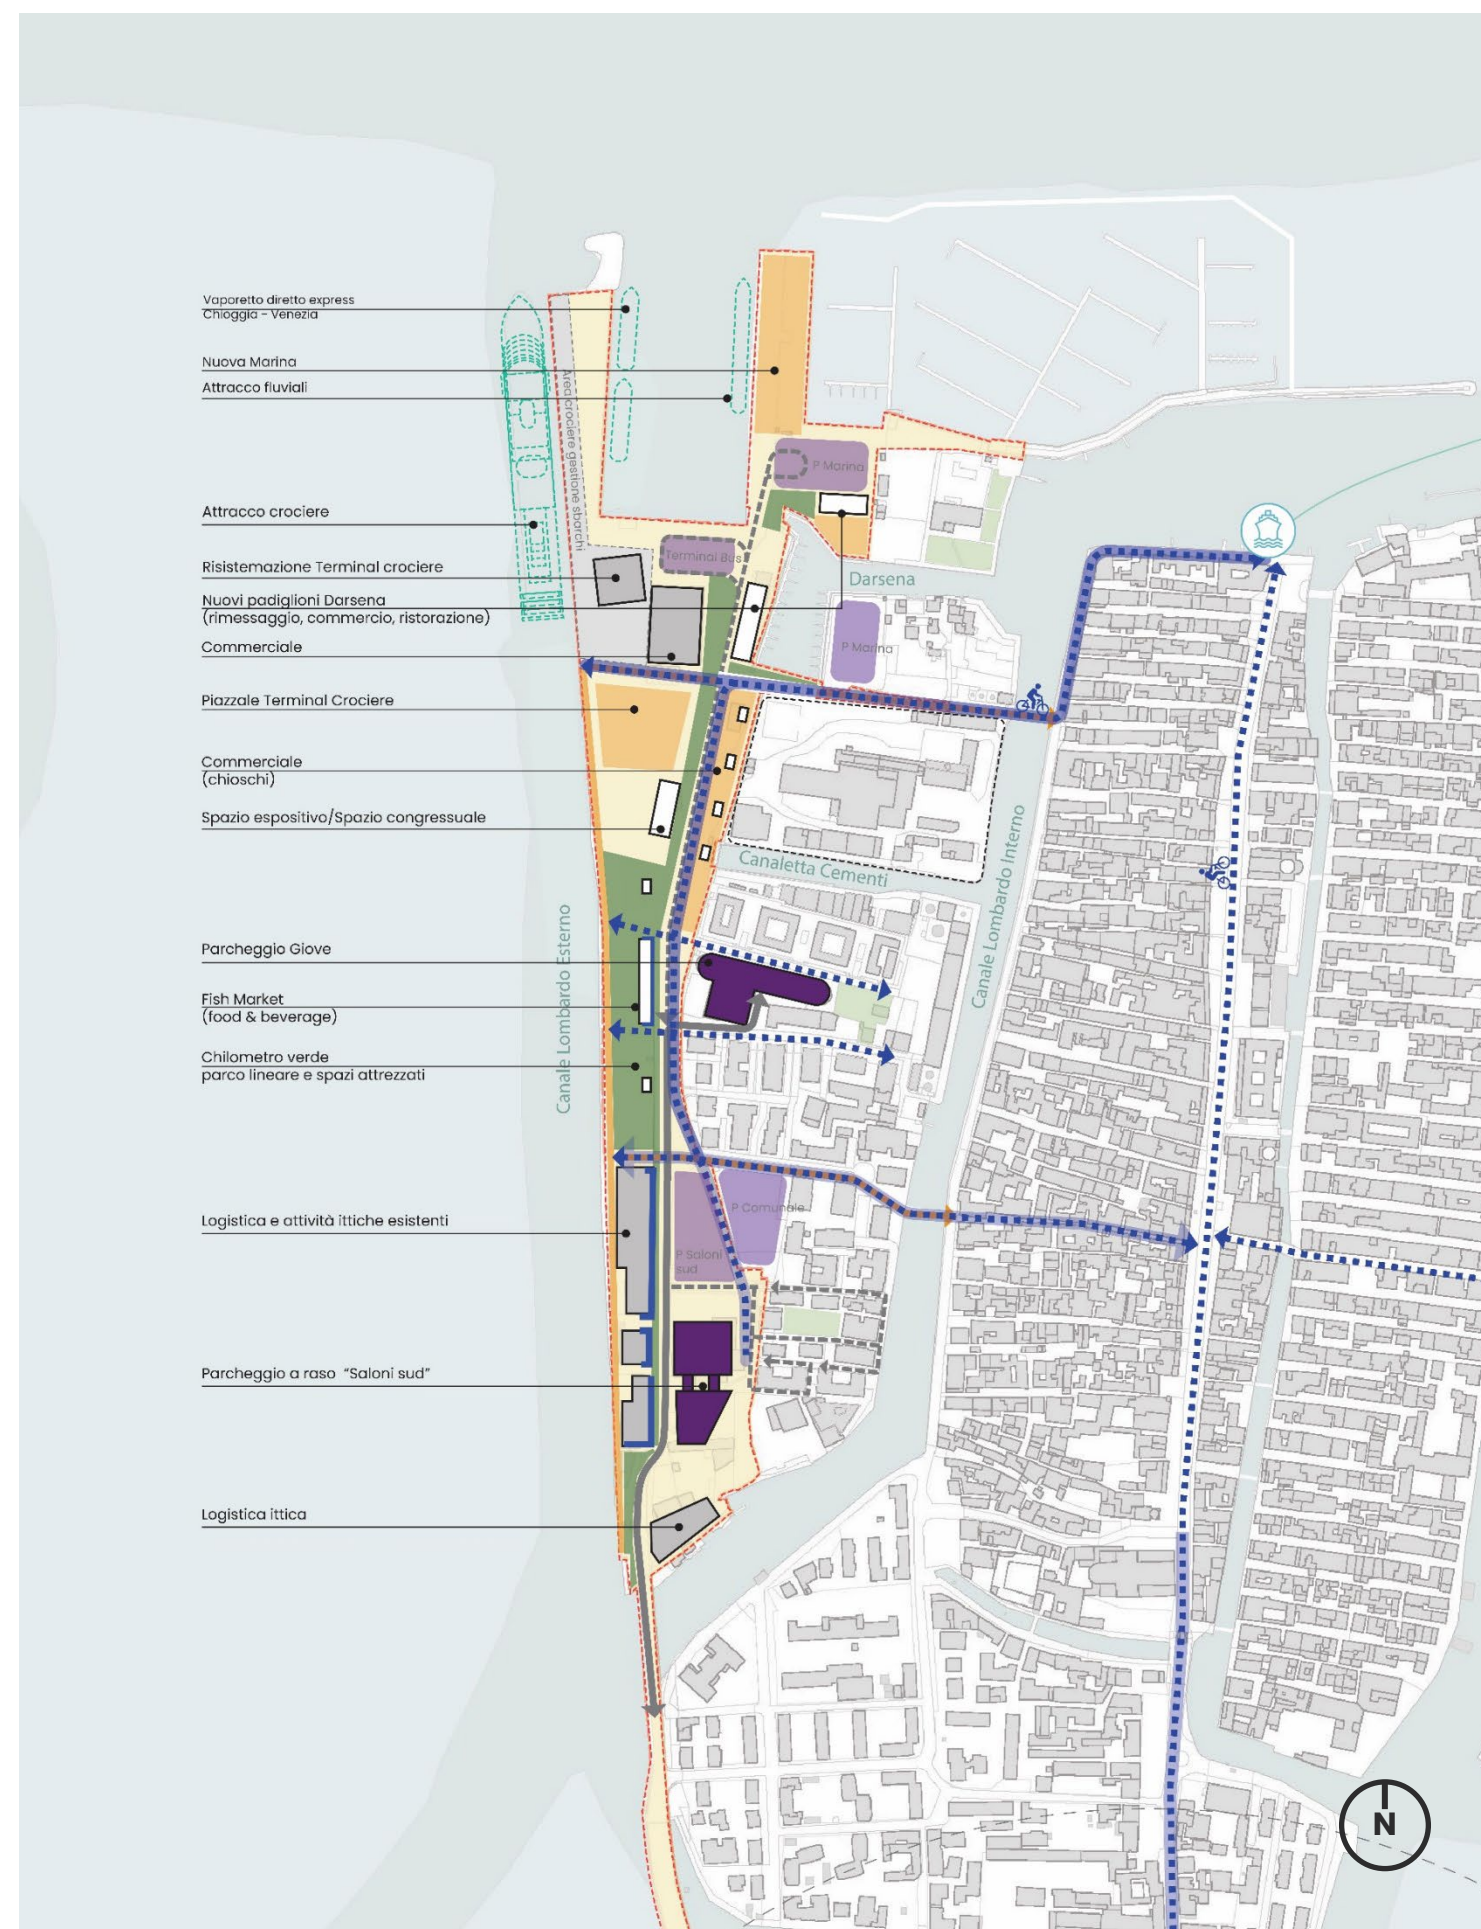 Vaporetto diretto express
Chioggia - Venezia
Nuova Marina
Attracco fluviali
Area crociere gestione sbarchi
P Marina
Attracco crociere
Risistemazione Terminal crociere
Terminal Bus
Darsena
Nuovi padiglioni Darsena
(rimessaggio, commercio, ristorazione)
Commerciale
P Marina
Piazzale Terminal Crociere
Commerciale
(chioschi)
Spazio espositivo/Spazio congressuale
Canaletta Cementi
Canale Lombardo Interno
Canale Lombardo Esterno
Parcheggio Giove
Fish Market
(food & beverage)
Chilometro verde
parco lineare e spazi attrezzati
P Comunale
Logistica e attività ittiche esistenti
P Saloni
sud
Parcheggio a raso "Saloni sud"
Logistica ittica
N